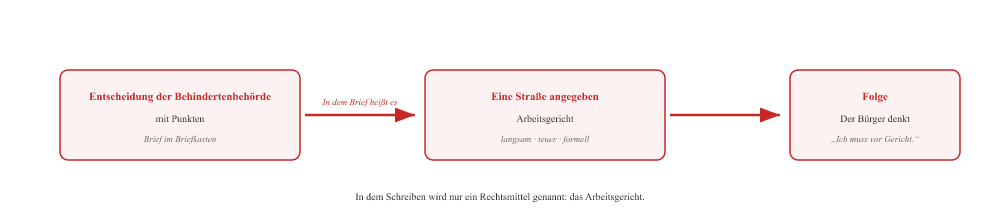 Entscheidung der Behindertenbehörde
mit Punkten
Brief im Briefkasten
In dem Brief heißt es
Eine Straße angegeben
Arbeitsgericht
langsam · teuer · formell
Folge
Der Bürger denkt
„Ich muss vor Gericht.“
In dem Schreiben wird nur ein Rechtsmittel genannt: das Arbeitsgericht.